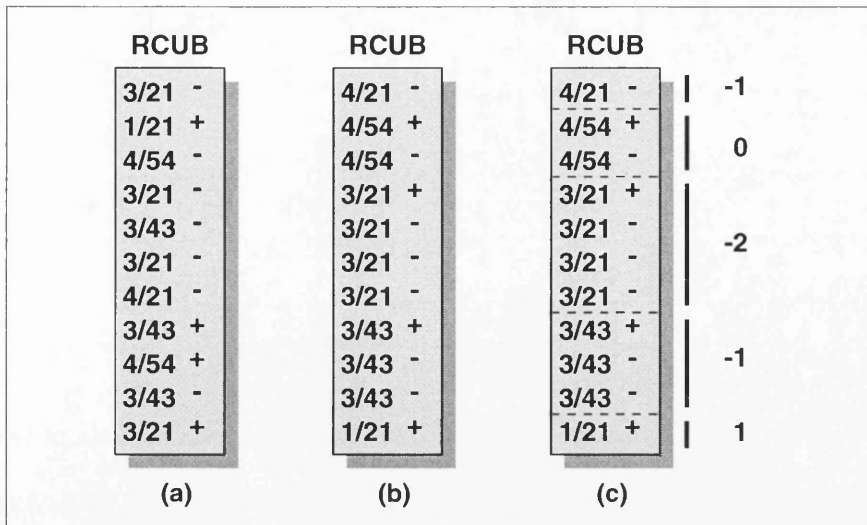 RCUB RCUB RCUB
3/21 - 4/21 - 4/21 - -1
1/21 + 4/54 + 4/54 +
4/54 - 4/54 - 4/54 - 0
3/21 - 3/21 + 3/21 +
3/43 - 3/21 - 3/21 - -2
3/21 - 3/21 - 3/21 -
4/21 - 3/21 - 3/21 -
3/43 + 3/43 + 3/43 +
4/54 + 3/43 - 3/43 - -1
3/43 - 3/43 - 3/43 -
3/21 + 1/21 + 1/21 + 1
(a) (b) (c)